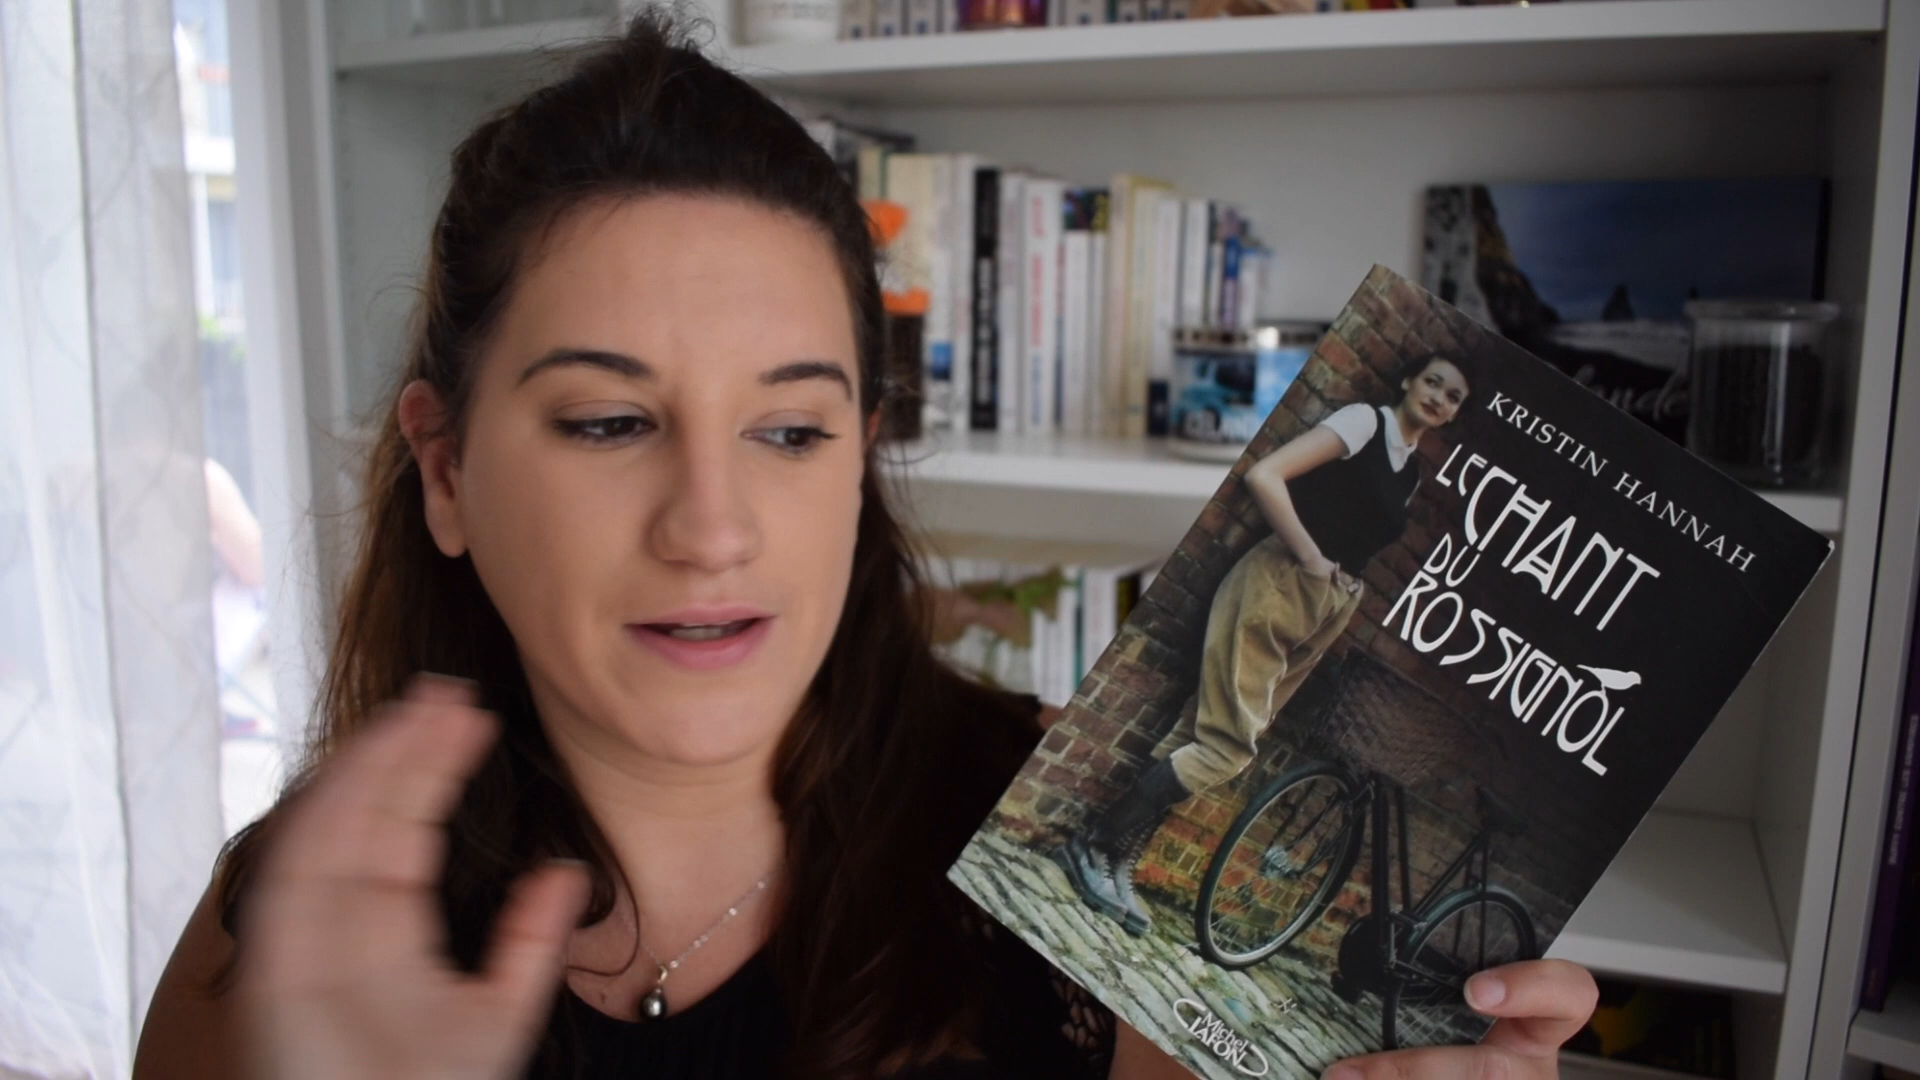 KRISTIN HANNAH
LE CHANT
DU
ROSSIGNOL
Michel
LAFON